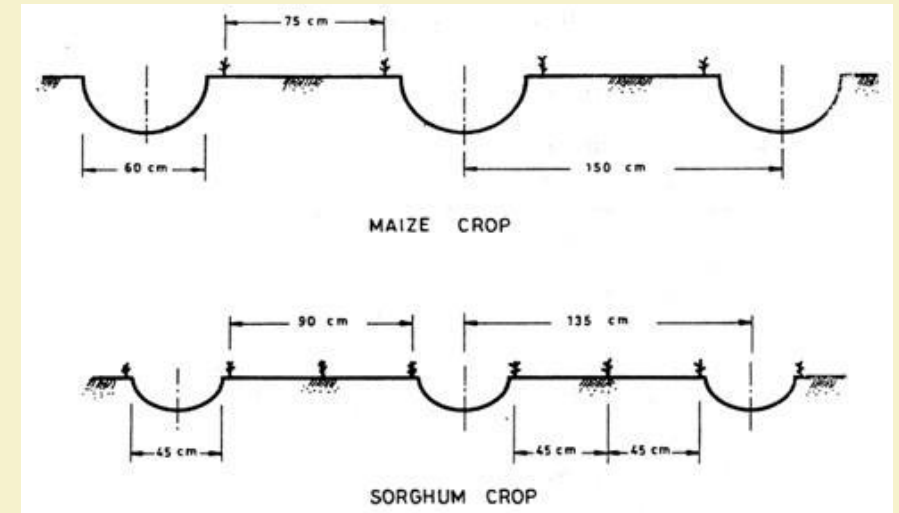 75 cm
60 cm
150 cm
MAIZE CROP
90 cm
135 cm
45 cm
45 cm
45 cm
SORGHUM CROP